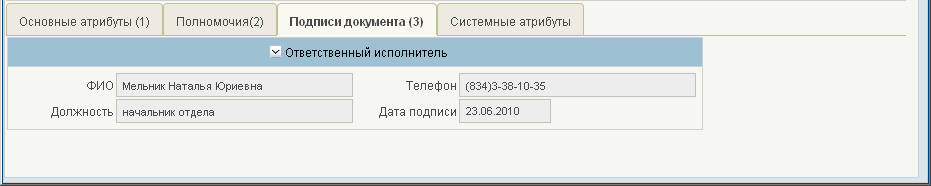 Основные атрибуты (1) Полномочия(2) Подписи документа (3) Системные атрибуты
Ответственный исполнитель
ФИО Мельник Наталья Юриевна Телефон (834)3-38-10-35
Должность начальник отдела Дата подписи 23.06.2010